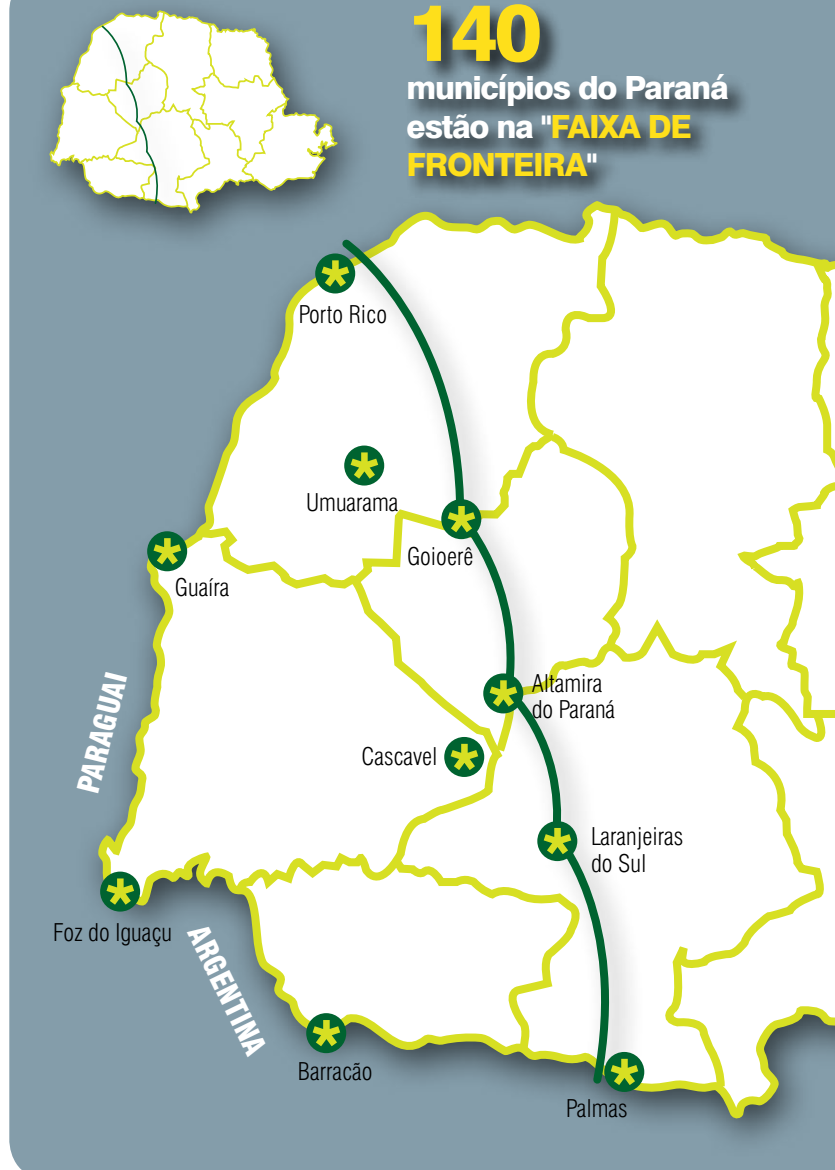 140
municípios do Paraná
estão na "FAIXA DE
FRONTEIRA"
Porto Rico
Umuarama
Goioerê
Guaíra
PARAGUAI
Altamira
do Paraná
Cascavel
Laranjeiras
do Sul
Foz do Iguaçu
ARGENTINA
Barracão
Palmas